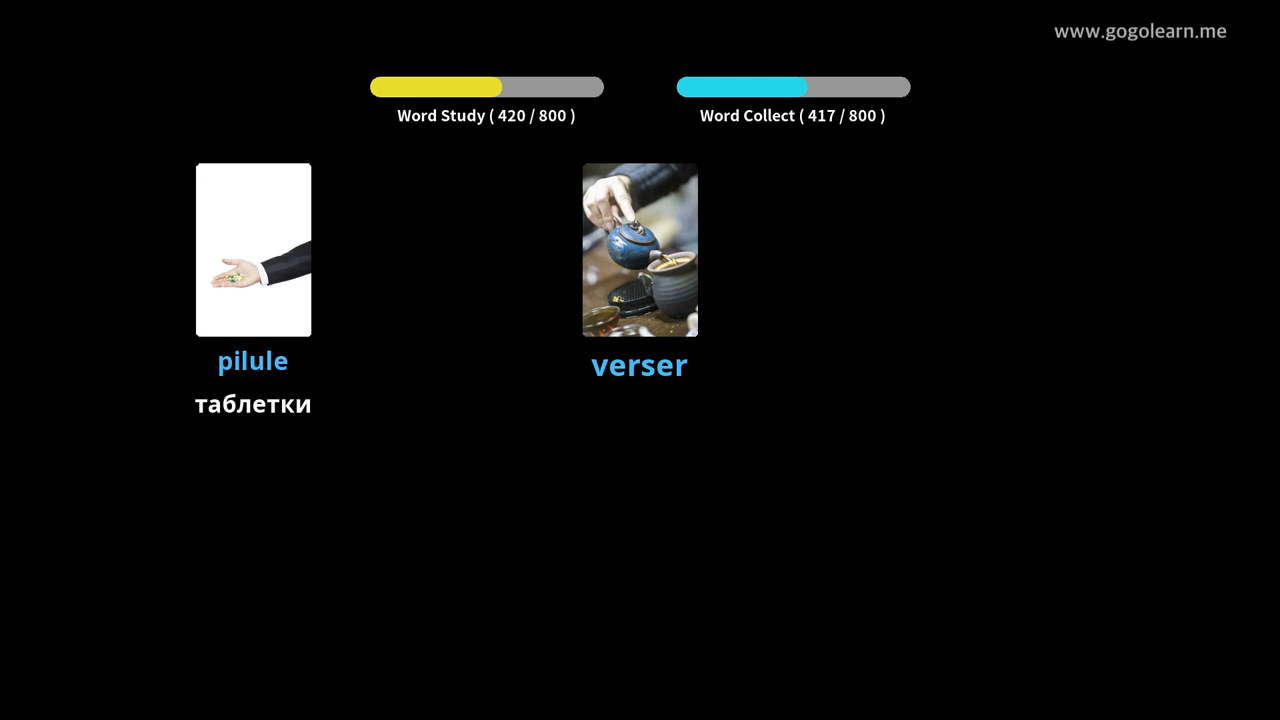 www.gogolearn.me
Word Study ( 420 / 800 )
Word Collect ( 417 / 800 )
pilule
verser
таблетки